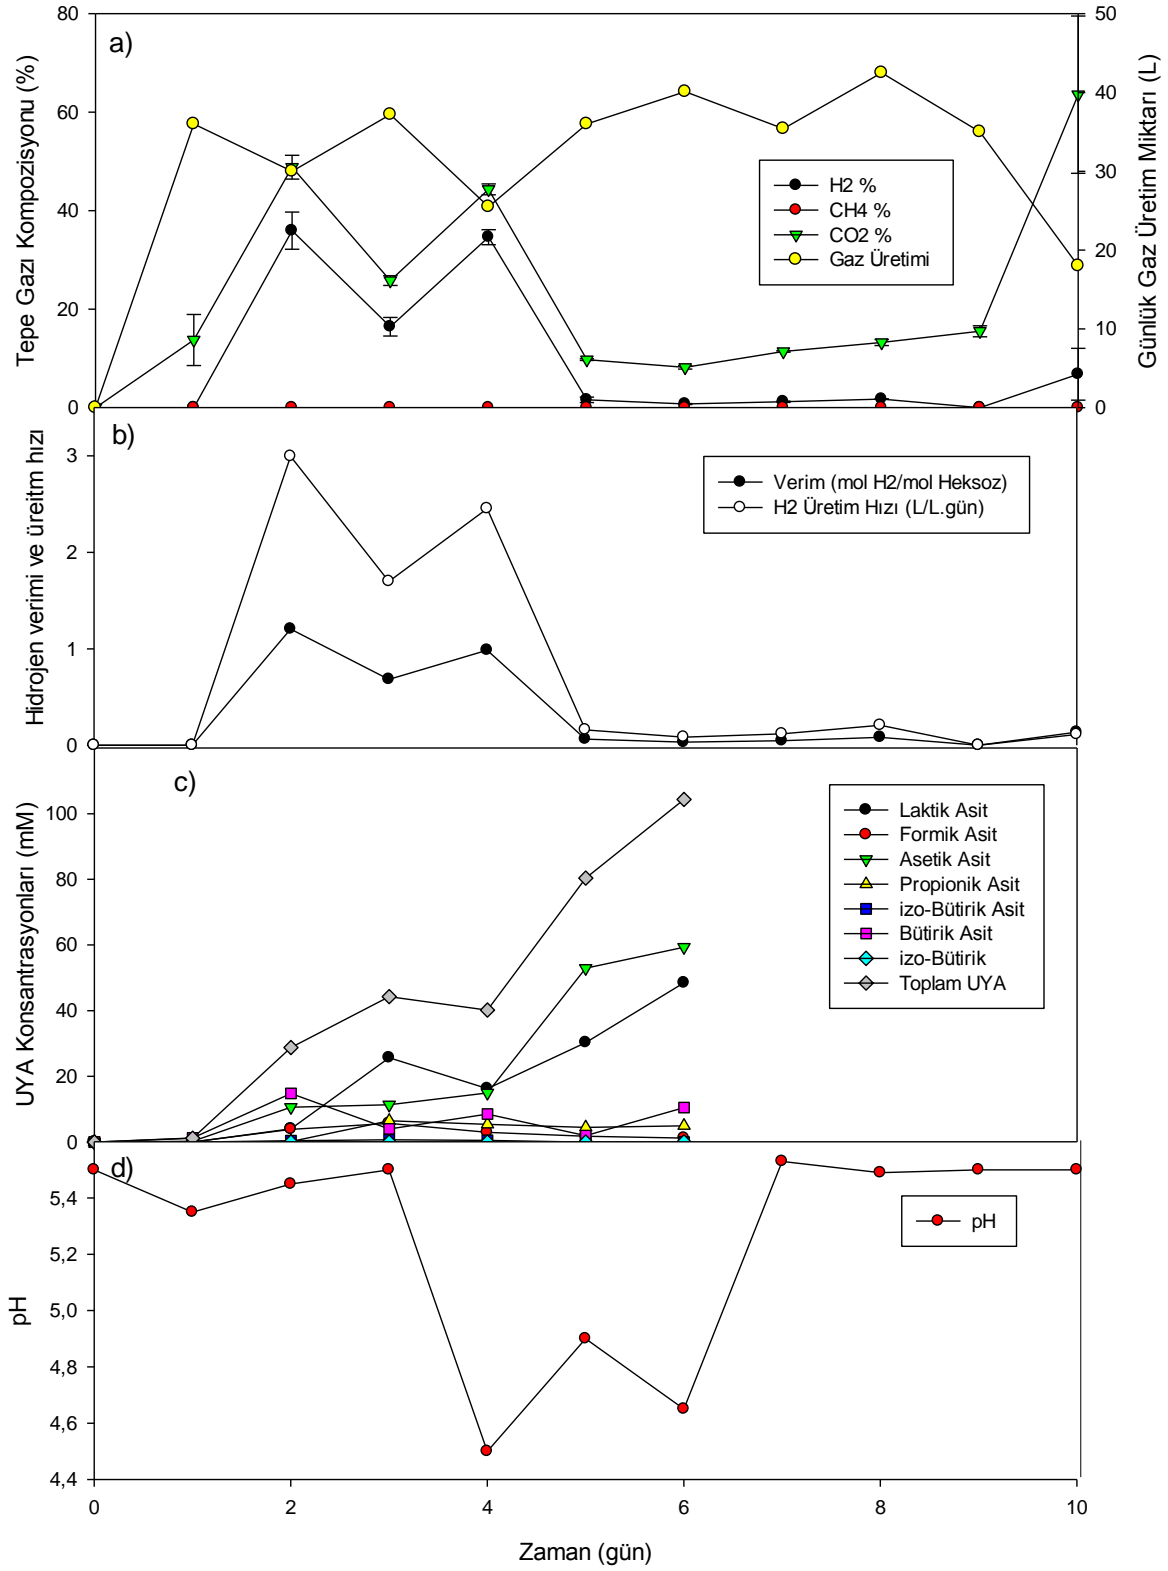 a)
Tepe Gazı Kompozisyonu (%)
80
60
40
20
0
Günlük Gaz Üretim Miktarı (L)
50
40
30
20
10
0
H2 %
CH4 %
CO2 %
Gaz Üretimi
b)
Hidrojen verimi ve üreitm hızı
3
2
1
0
Verim (mol H2/mol Heksoz)
H2 Üretim Hızı (L/L.gün)
c)
UYA Konsantrasyonları (mM)
100
80
60
40
20
0
Laktik Asit
Formik Asit
Asetik Asit
Propionik Asit
izo-Bütirik Asit
Bütirik Asit
izo-Bütirik
Toplam UYA
d)
pH
5,4
5,2
5,0
4,8
4,6
4,4
pH
0 2 4 6 8 10
Zaman (gün)